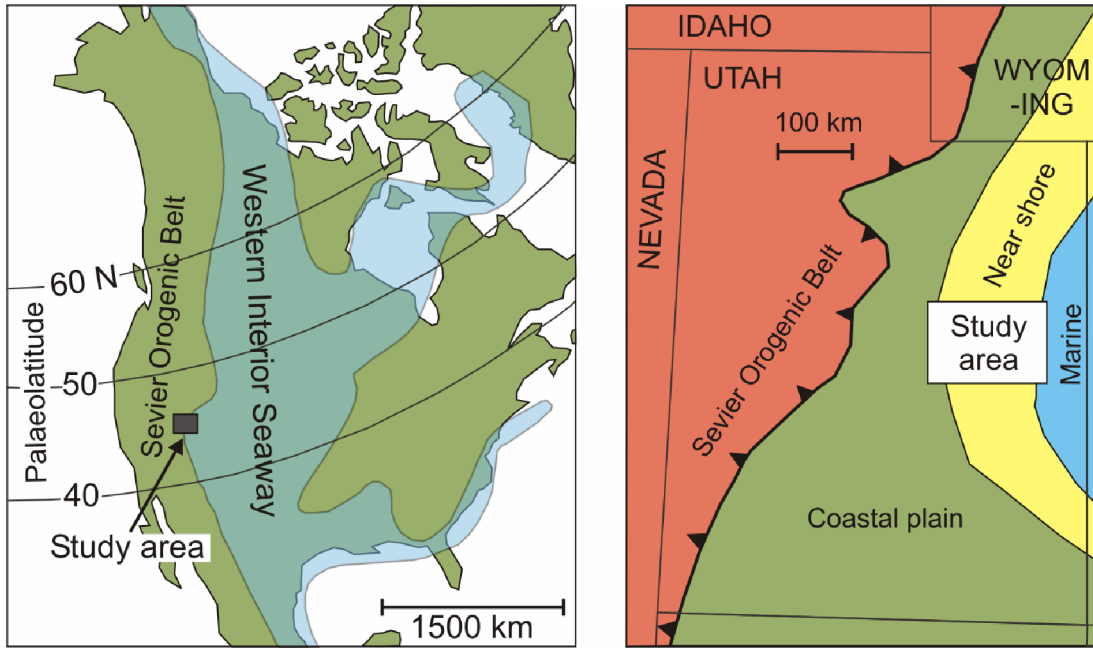 60 N
50
40
Palaeolatitude
Sevier Orogenic Belt
Western Interior Seaway
Study area
1500 km
IDAHO
UTAH
WYOM
-ING
100 km
NEVADA
Sevier Orogenic Belt
Near shore
Study
area
Marine
Coastal plain